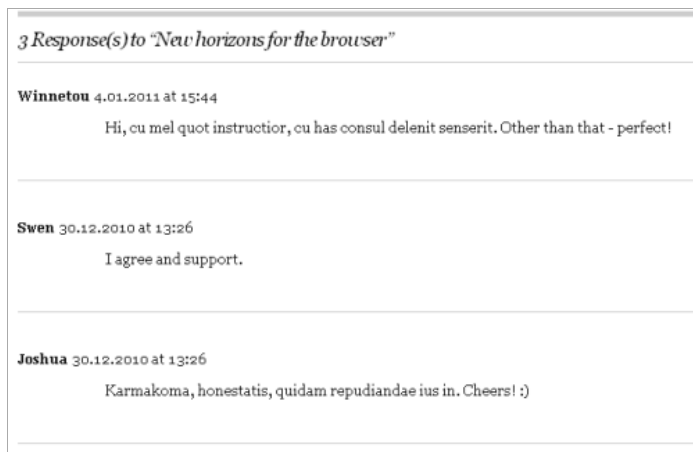 3 Response(s) to “New horizons for the browser”
Winnetou 4.01.2011 at 15:44
Hi, cu mel quot instructior, cu has consul delenit senserit. Other than that - perfect!
Swen 30.12.2010 at 13:26
I agree and support.
Joshua 30.12.2010 at 13:26
Karmakoma, honestatis, quidam repudiandae ius in. Cheers! :)